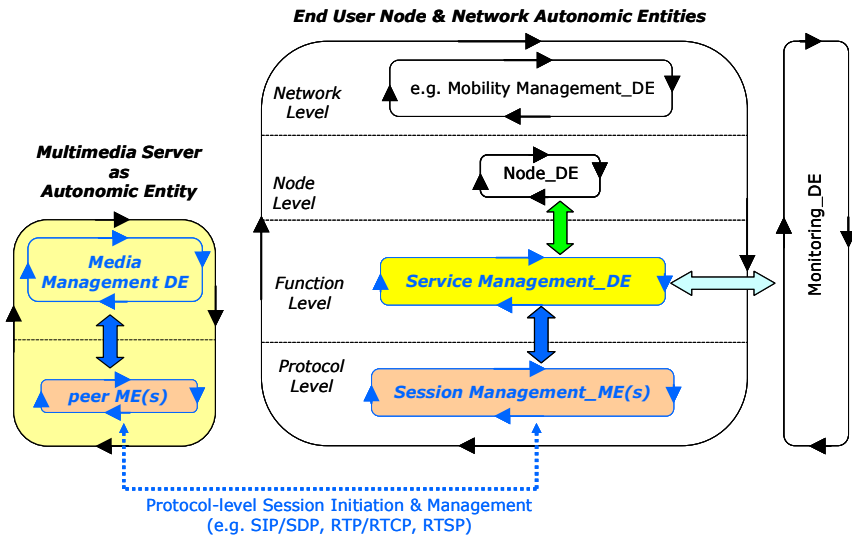 End User Node & Network Autonomic Entities
Network
Level
e.g. Mobility Management_DE
Multimedia Server
as
Autonomic Entity
Node
Level
Node_DE
Media
Management DE
Function
Level
Service Management_DE
Monitoring_DE
Protocol
Level
peer ME(s)
Session Management_ME(s)
Protocol-level Session Initiation & Management
(e.g. SIP/SDP, RTP/RTCP, RTSP)